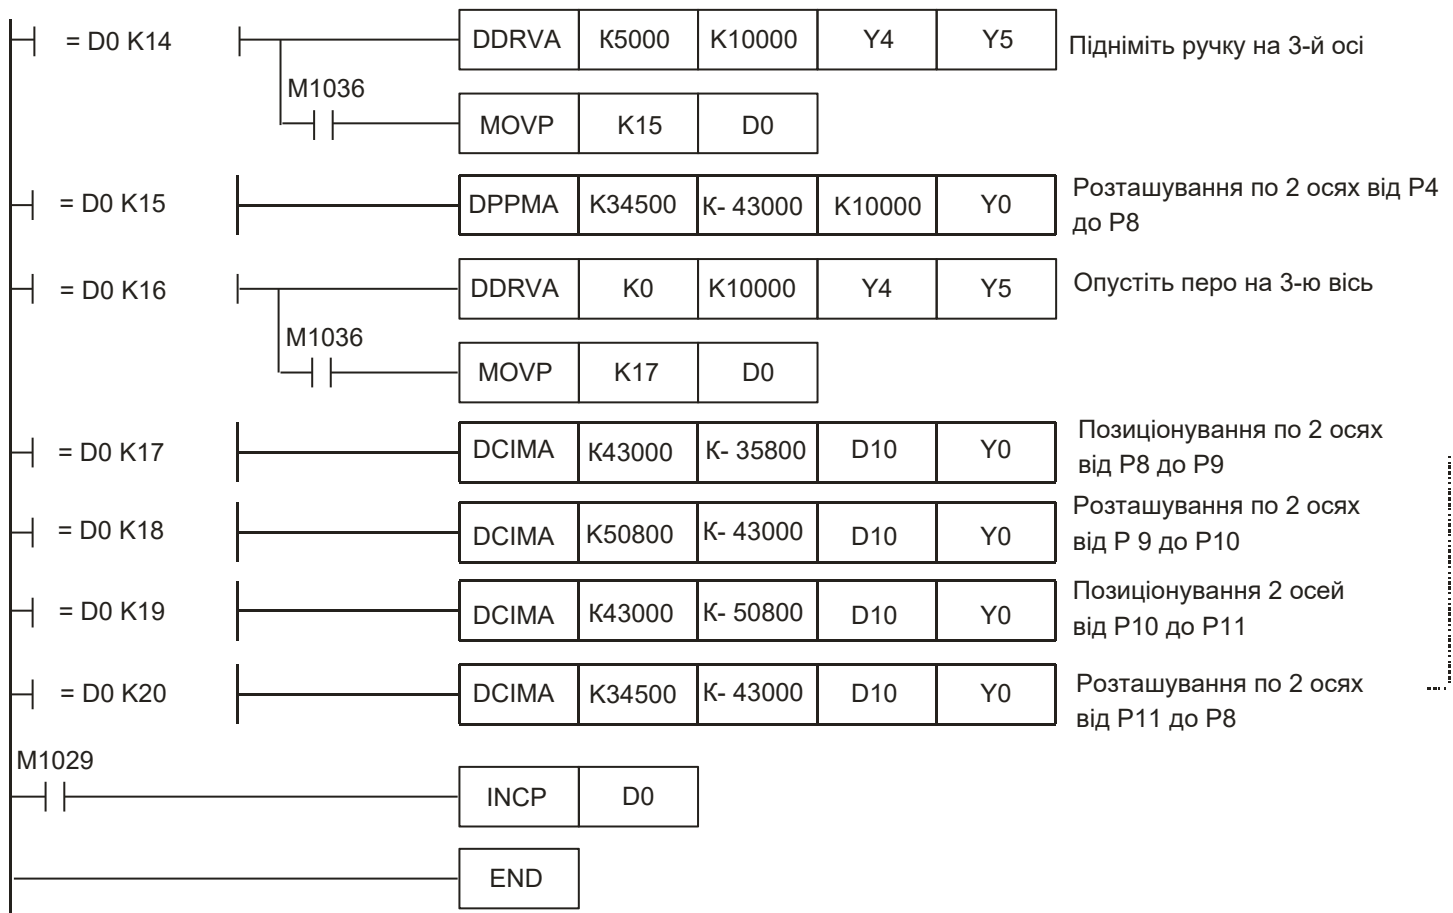 = D0 K14 DDRVA K5000 K10000 Y4 Y5 Підніміть ручку на 3-й осі
M1036
MOVP K15 D0
= D0 K15 DPPMA K34500 K- 43000 K10000 Y0 Розташування по 2 осях від P4
до P8
= D0 K16 DDRVA K0 K10000 Y4 Y5 Опустіть перо на 3-ю вісь
M1036
MOVP K17 D0
= D0 K17 DCIMA K43000 K- 35800 D10 Y0 Позиціонування по 2 осях
від P8 до P9
= D0 K18 DCIMA K50800 K- 43000 D10 Y0 Розташування по 2 осях
від P 9 до P10
= D0 K19 DCIMA K43000 K- 50800 D10 Y0 Позиціонування 2 осей
від P10 до P11
= D0 K20 DCIMA K34500 K- 43000 D10 Y0 Розташування по 2 осях
від P11 до P8
M1029
INCP D0
END